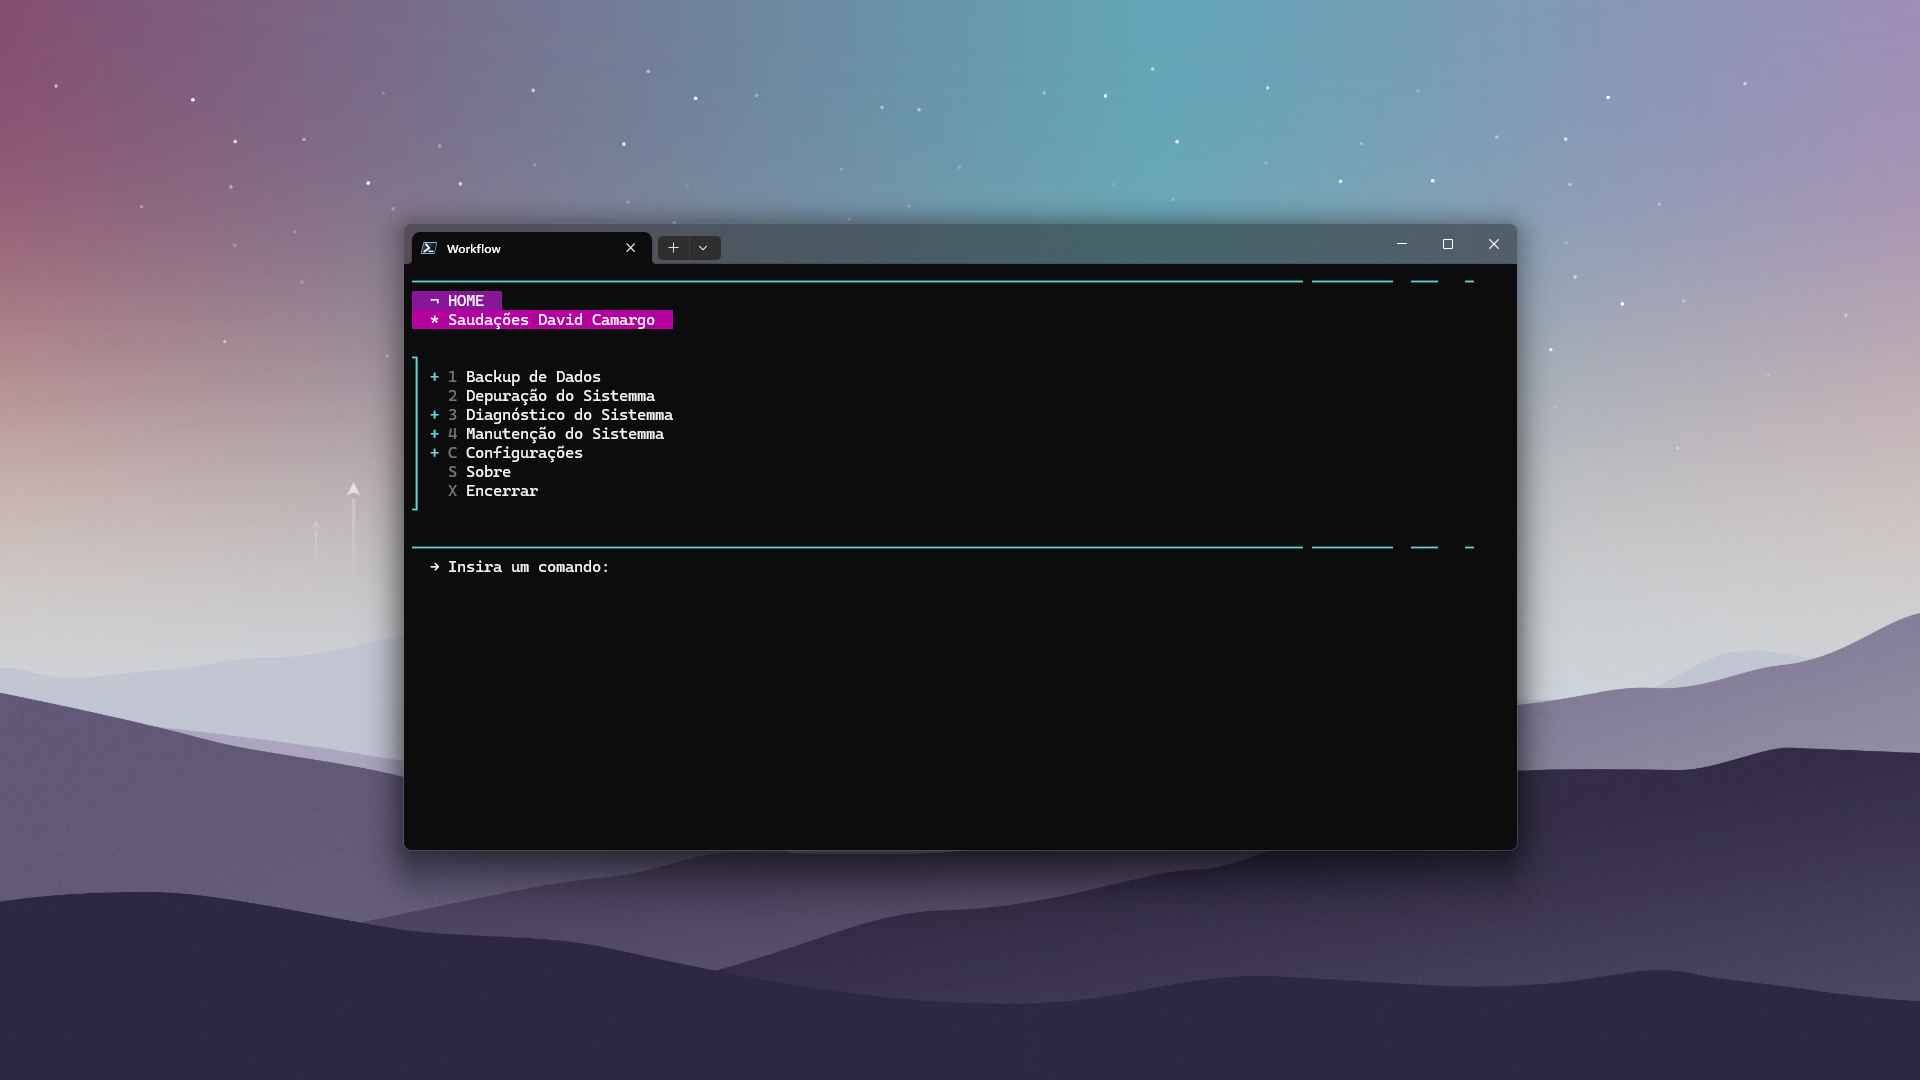 Workflow
¬ HOME
* Saudações David Camargo
+ 1 Backup de Dados
2 Depuração do Sistemma
+ 3 Diagnóstico do Sistemma
+ 4 Manutenção do Sistemma
+ C Configurações
S Sobre
X Encerrar
→ Insira um comando: